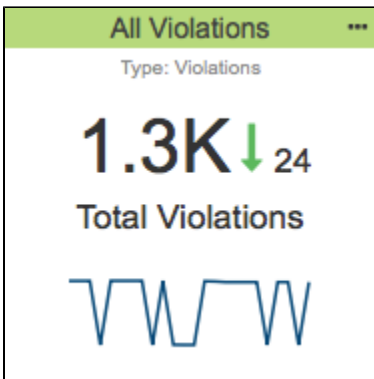 All Violations •••
Type: Violations
1.3K↓ 24
Total Violations